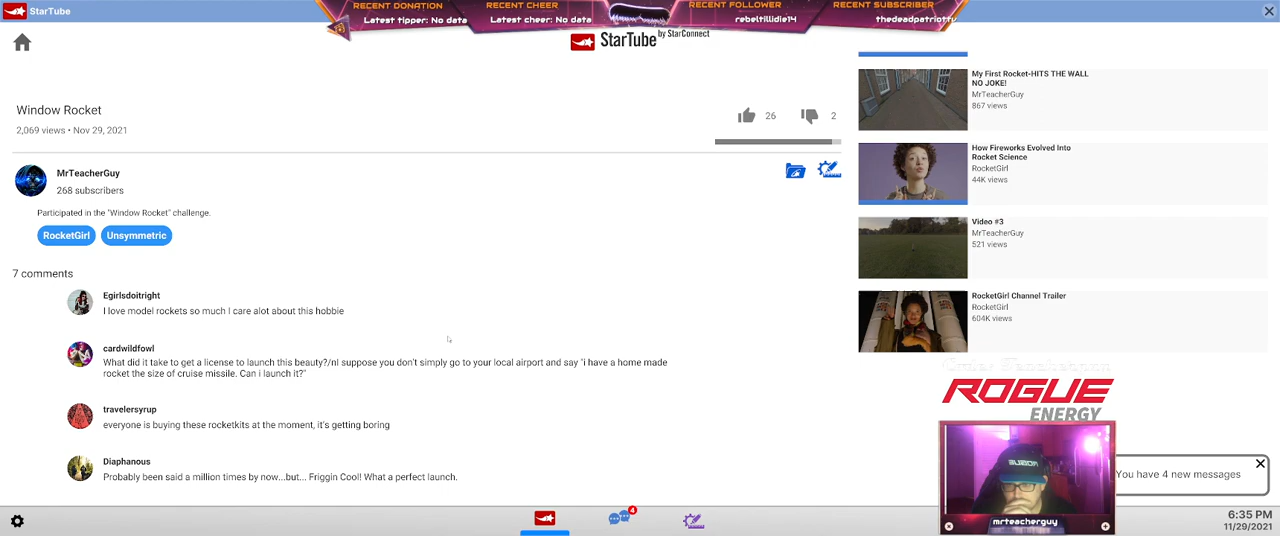 StarTube
RECENT DONATION
Latest tipper: No data
RECENT CHEER
Latest cheer: No data
RECENT FOLLOWER
rebeltillidie14
RECENT SUBSCRIBER
thedeadpatriottv
StarTube by StarConnect
Window Rocket
2,069 views • Nov 29, 2021
26
2
MrTeacherGuy
268 subscribers
Participated in the "Window Rocket" challenge.
RocketGirl
Unsymmetric
7 comments
Egirlsdoitright
I love model rockets so much I care alot about this hobbie
cardwildfowl
What did it take to get a license to launch this beauty?/nI suppose you don't simply go to your local airport and say "i have a home made
rocket the size of cruise missile. Can i launch it?"
travelersyrup
everyone is buying these rocketkits at the moment, it's getting boring
Diaphanous
Probably been said a million times by now...but... Friggin Cool! What a perfect launch.
My First Rocket-HITS THE WALL
NO JOKE!
MrTeacherGuy
867 views
How Fireworks Evolved Into
Rocket Science
RocketGirl
44K views
Video #3
MrTeacherGuy
521 views
RocketGirl Channel Trailer
RocketGirl
604K views
ROGUE
ENERGY
mrteacherguy
You have 4 new messages
4
6:35 PM
11/29/2021